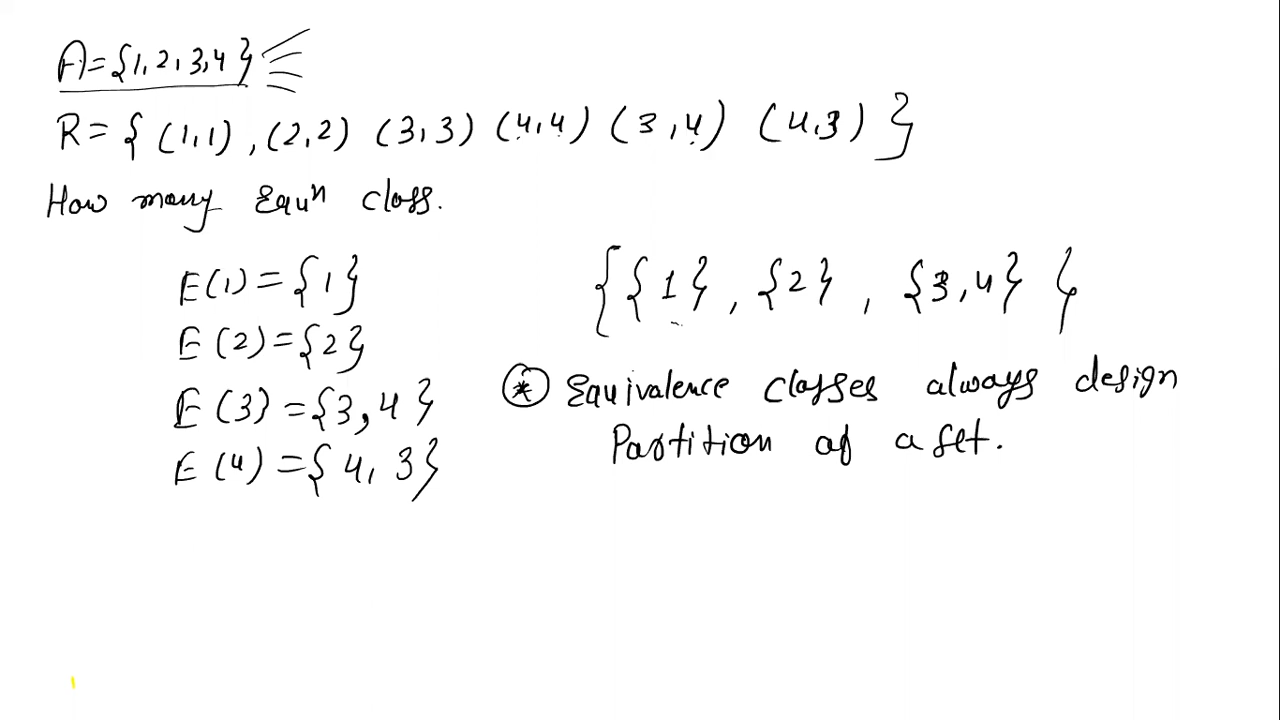 A={1,2,3,4}
R={(1,1),(2,2) (3,3) (4,4) (3,4) (4,3)}
How many Equⁿ class.
E(1)={1}
E(2)={2}
E(3)={3,4}
E(4)={4,3}
{{1},{2},{3,4}}
* Equivalence classes always design
Partition of a set.